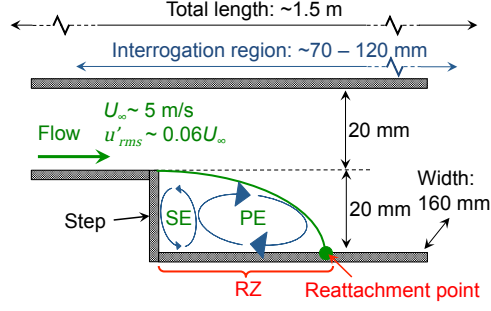 Total length: ~1.5 m
Interrogation region: ~70 – 120 mm
U∞~ 5 m/s
Flow
u'rms ~ 0.06U∞
20 mm
Width:
160 mm
20 mm
Step
SE
PE
RZ
Reattachment point